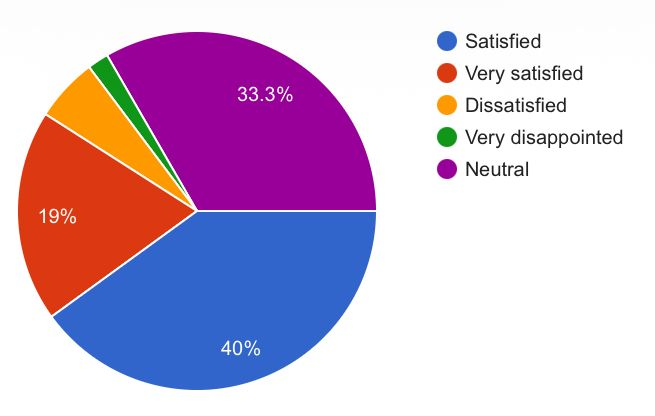 Satisfied
Very satisfied
Dissatisfied
Very disappointed
Neutral
33.3%
19%
40%